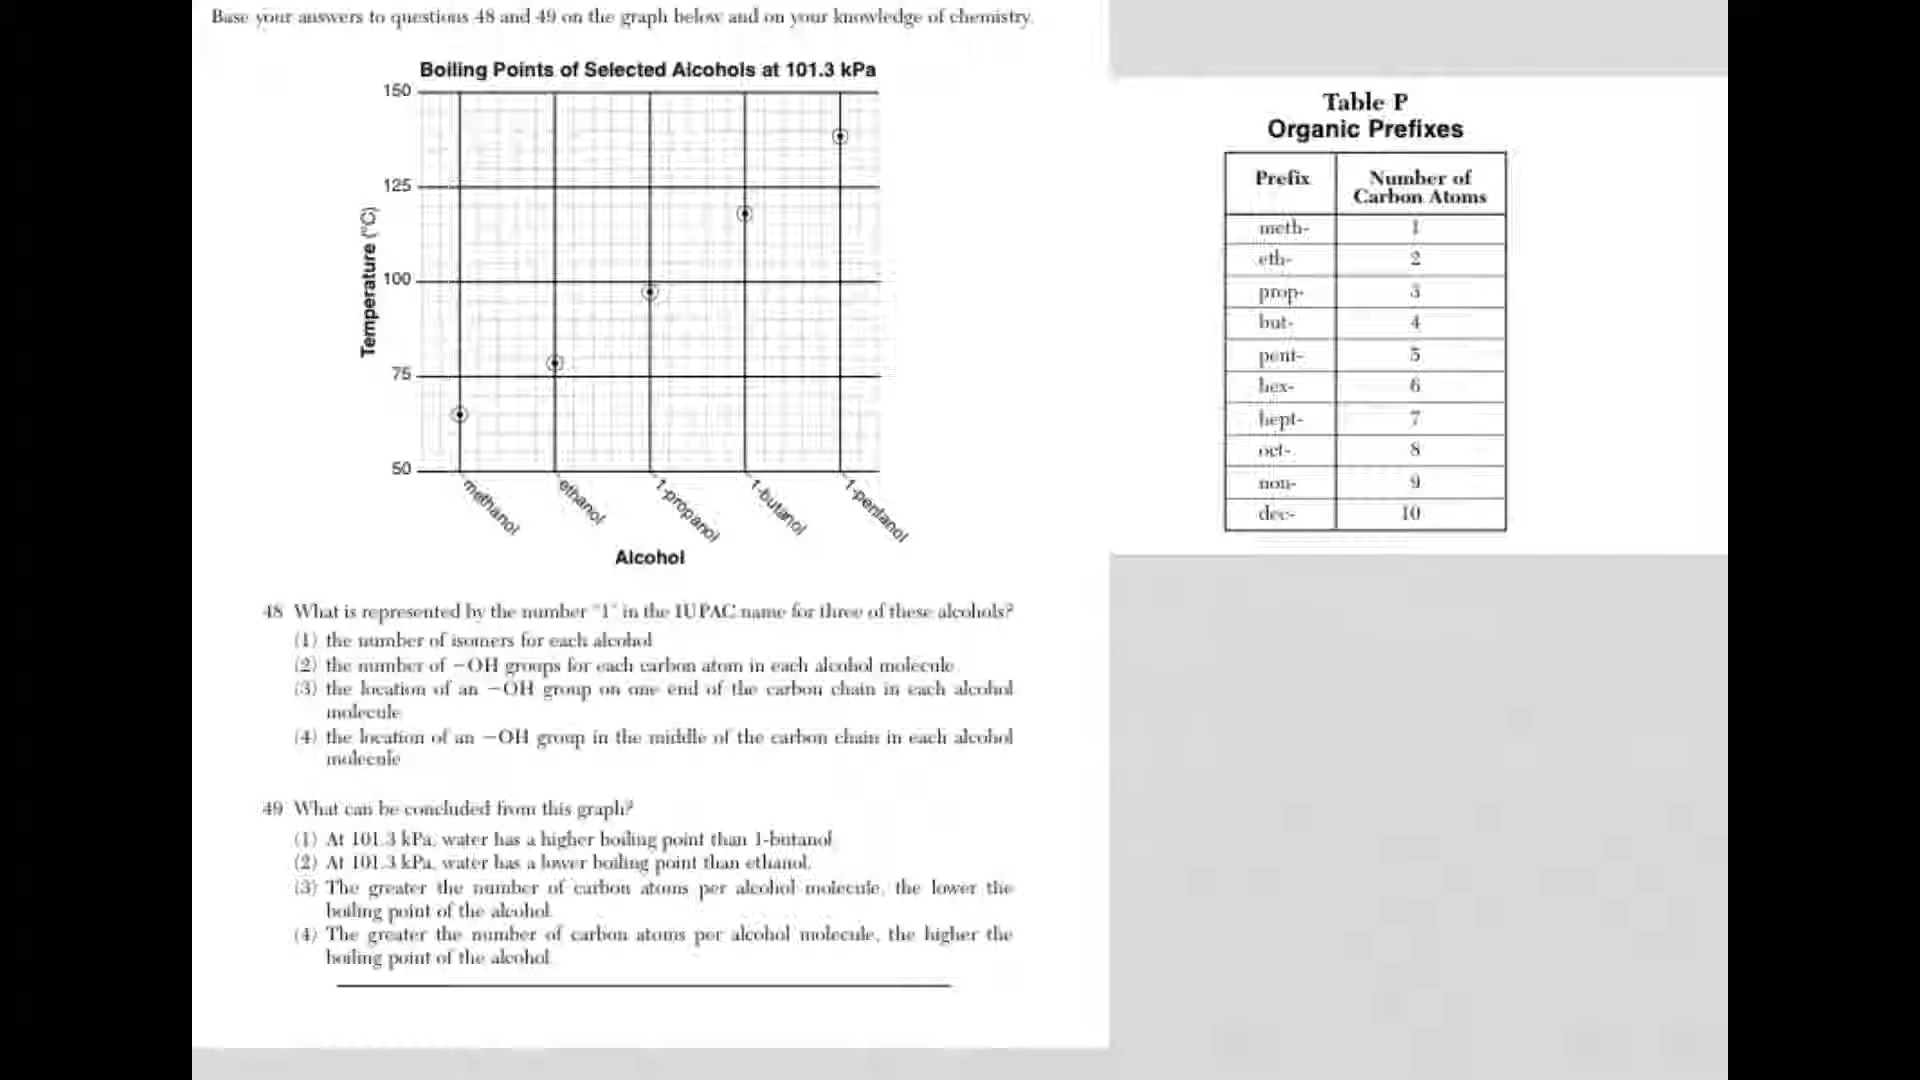 Base your answers to questions 48 and 49 on the graph below and on your knowledge of chemistry.
Boiling Points of Selected Alcohols at 101.3 kPa
150
125
100
75
50
Temperature (°C)
methanol
ethanol
1-propanol
1-butanol
1-pentanol
Alcohol
48 What is represented by the number "1" in the IUPAC name for three of these alcohols?
(1) the number of isomers for each alcohol
(2) the number of −OH groups for each carbon atom in each alcohol molecule
(3) the location of an −OH group on one end of the carbon chain in each alcohol
molecule
(4) the location of an −OH group in the middle of the carbon chain in each alcohol
molecule
49 What can be concluded from this graph?
(1) At 101.3 kPa, water has a higher boiling point than 1-butanol.
(2) At 101.3 kPa, water has a lower boiling point than ethanol.
(3) The greater the number of carbon atoms per alcohol molecule, the lower the
boiling point of the alcohol.
(4) The greater the number of carbon atoms per alcohol molecule, the higher the
boiling point of the alcohol.
Table P
Organic Prefixes
Prefix Number of
Carbon Atoms
meth- 1
eth- 2
prop- 3
but- 4
pent- 5
hex- 6
hept- 7
oct- 8
non- 9
dec- 10